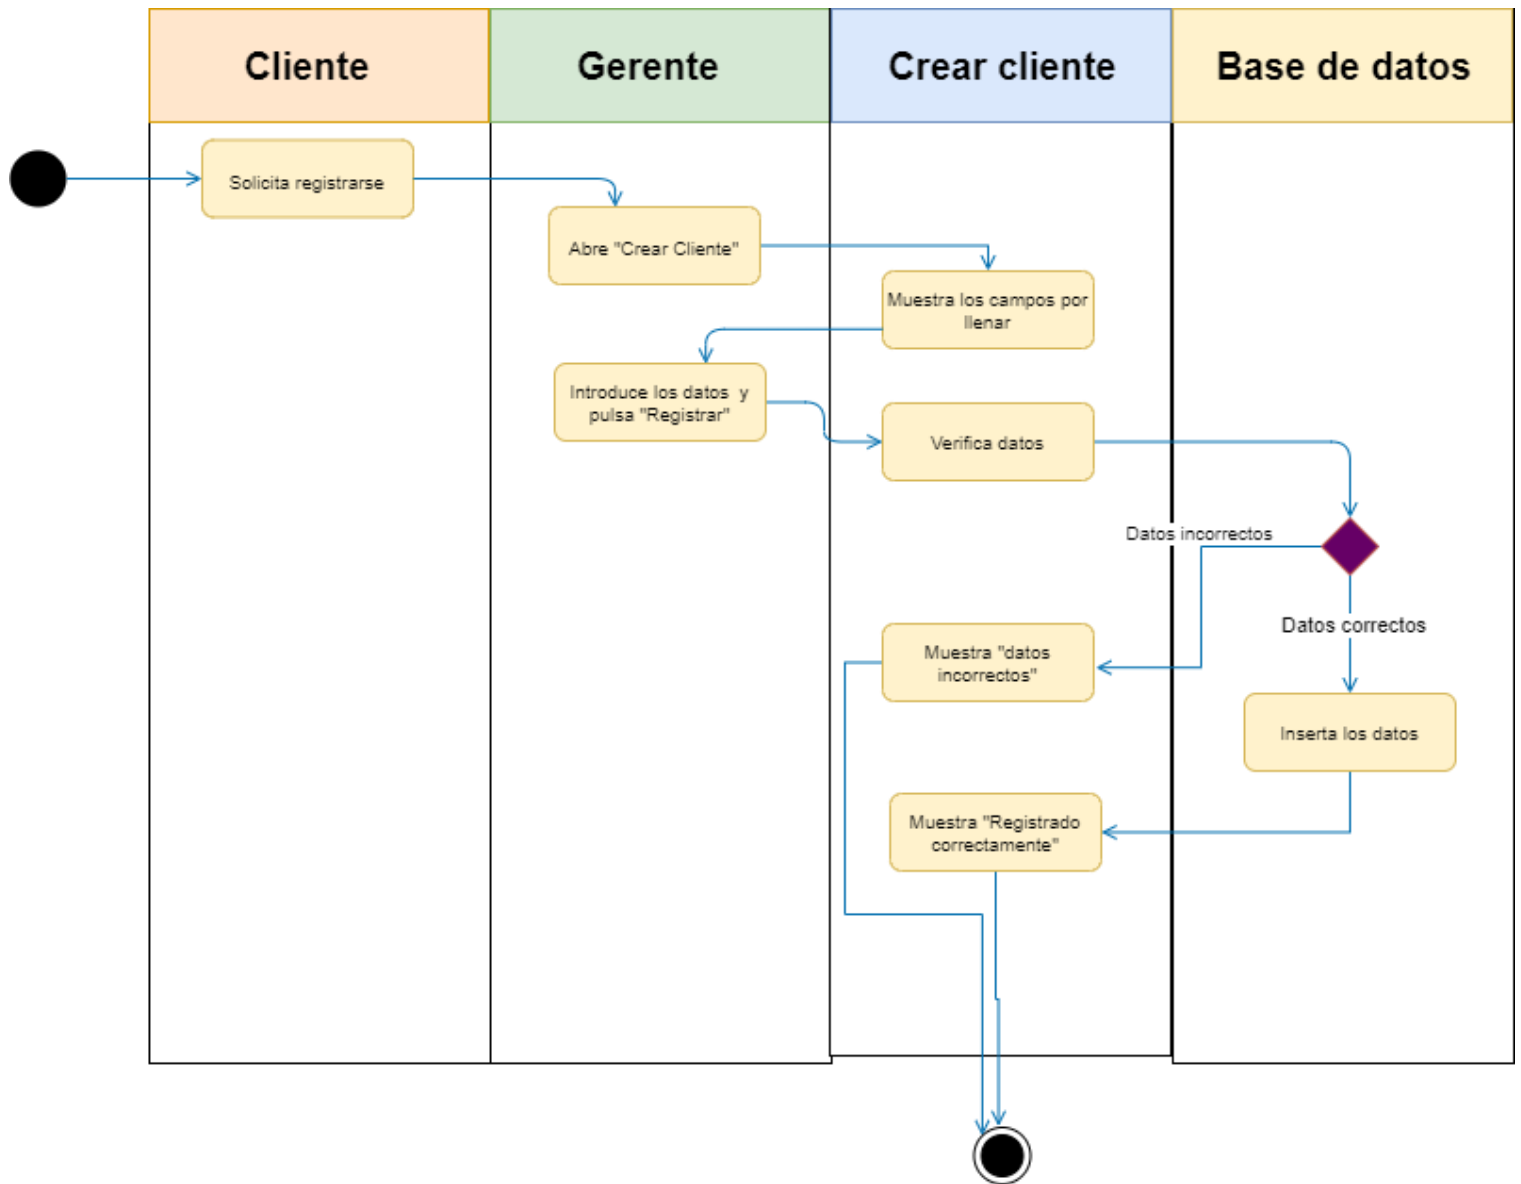 Cliente
Gerente
Crear cliente
Base de datos
Solicita registrarse
Abre "Crear Cliente"
Muestra los campos por
llenar
Introduce los datos y
pulsa "Registrar"
Verifica datos
Datos incorrectos
Datos correctos
Muestra "datos
incorrectos"
Inserta los datos
Muestra "Registrado
correctamente"